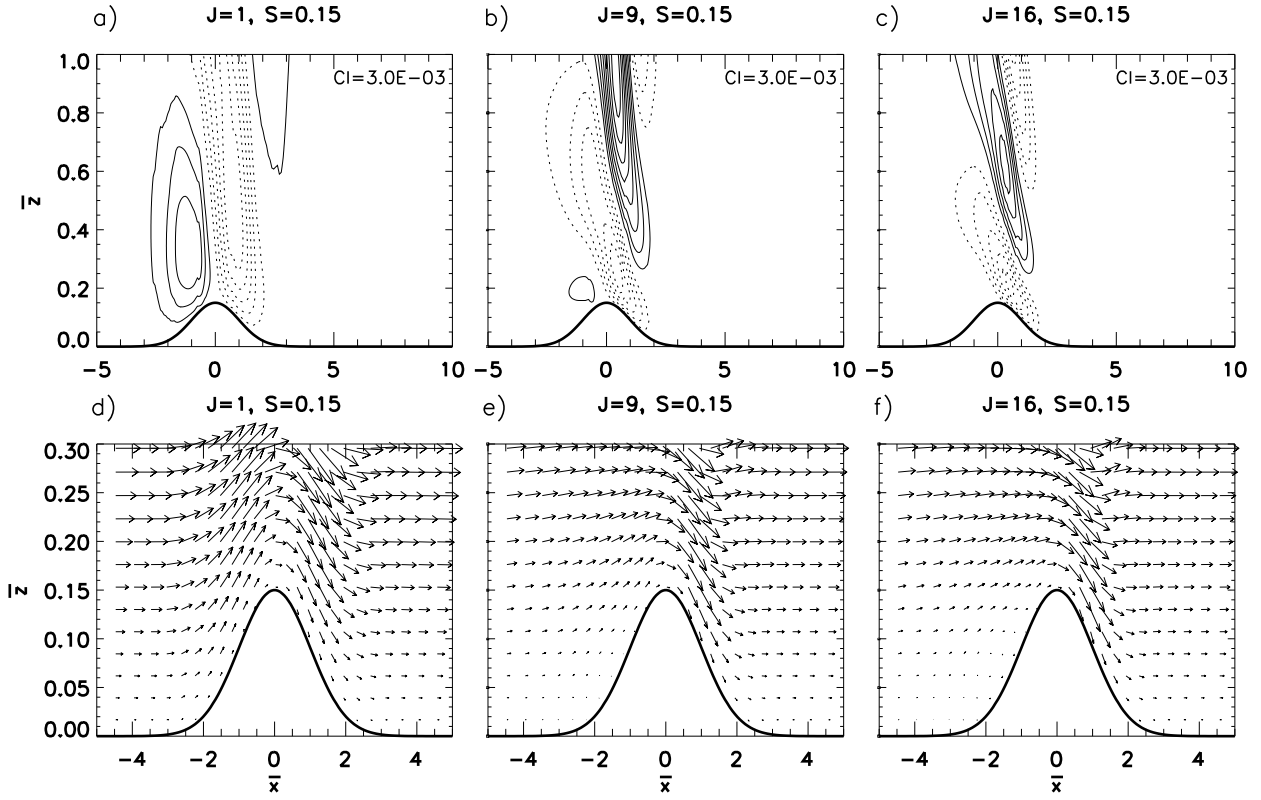 a) J=1, S=0.15 b) J=9, S=0.15 c) J=16, S=0.15
CI=3.0E-03 CI=3.0E-03 CI=3.0E-03
1.0
0.8
0.6
z̅
0.4
0.2
0.0
-5 0 5 10 -5 0 5 10 -5 0 5 10
d) J=1, S=0.15 e) J=9, S=0.15 f) J=16, S=0.15
0.30
0.25
0.20
z̅
0.15
0.10
0.05
0.00
-4 -2 0 2 4 -4 -2 0 2 4 -4 -2 0 2 4
x̅ x̅ x̅